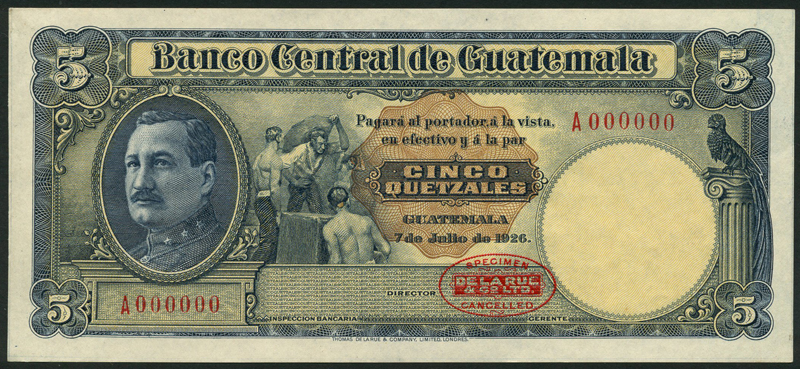 5 Banco Central de Guatemala 5
Pagará al portador, á la vista,
en efectivo y á la par
A 000000
CINCO
QUETZALES
GUATEMALA
7 de Julio de 1926.
SPECIMEN
DE LA RUE
& CO LTD
CANCELLED
DIRECTOR
A 000000
5 INSPECCION BANCARIA GERENTE 5
THOMAS DE LA RUE & COMPANY, LIMITED, LONDRES.